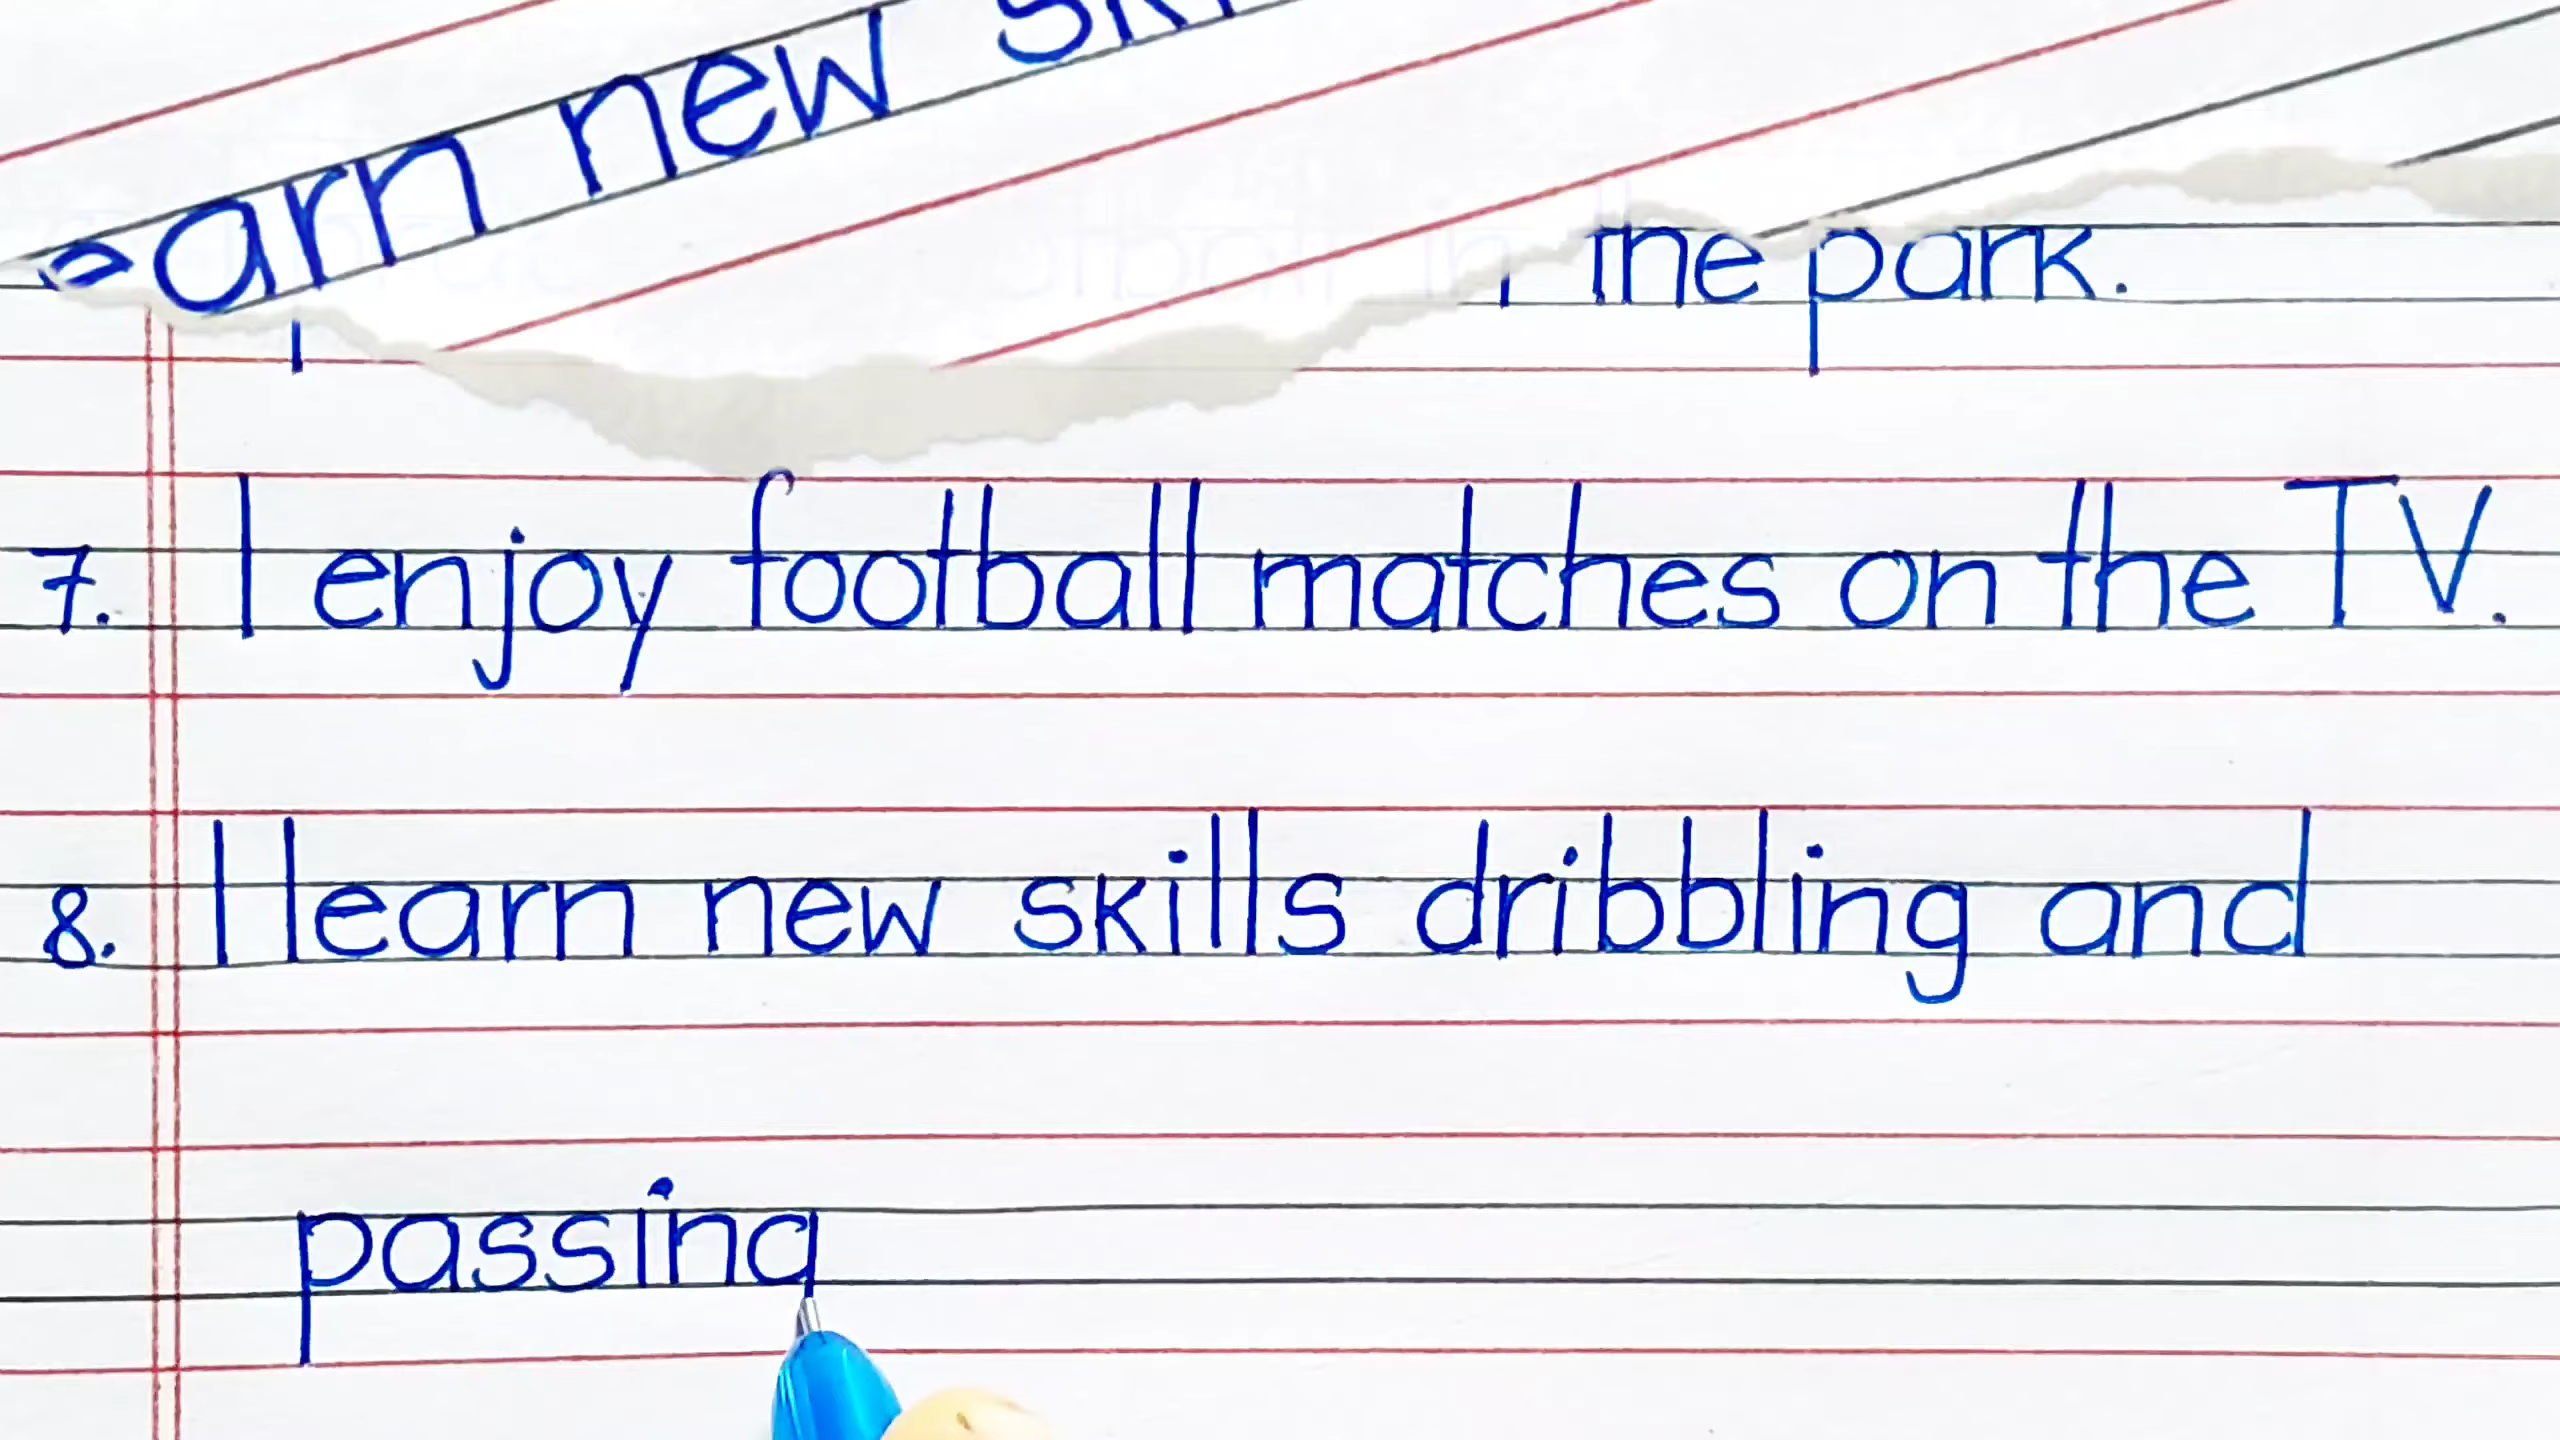 earn new
the park.
7. I enjoy football matches on the TV.
8. I learn new skills dribbling and
passing